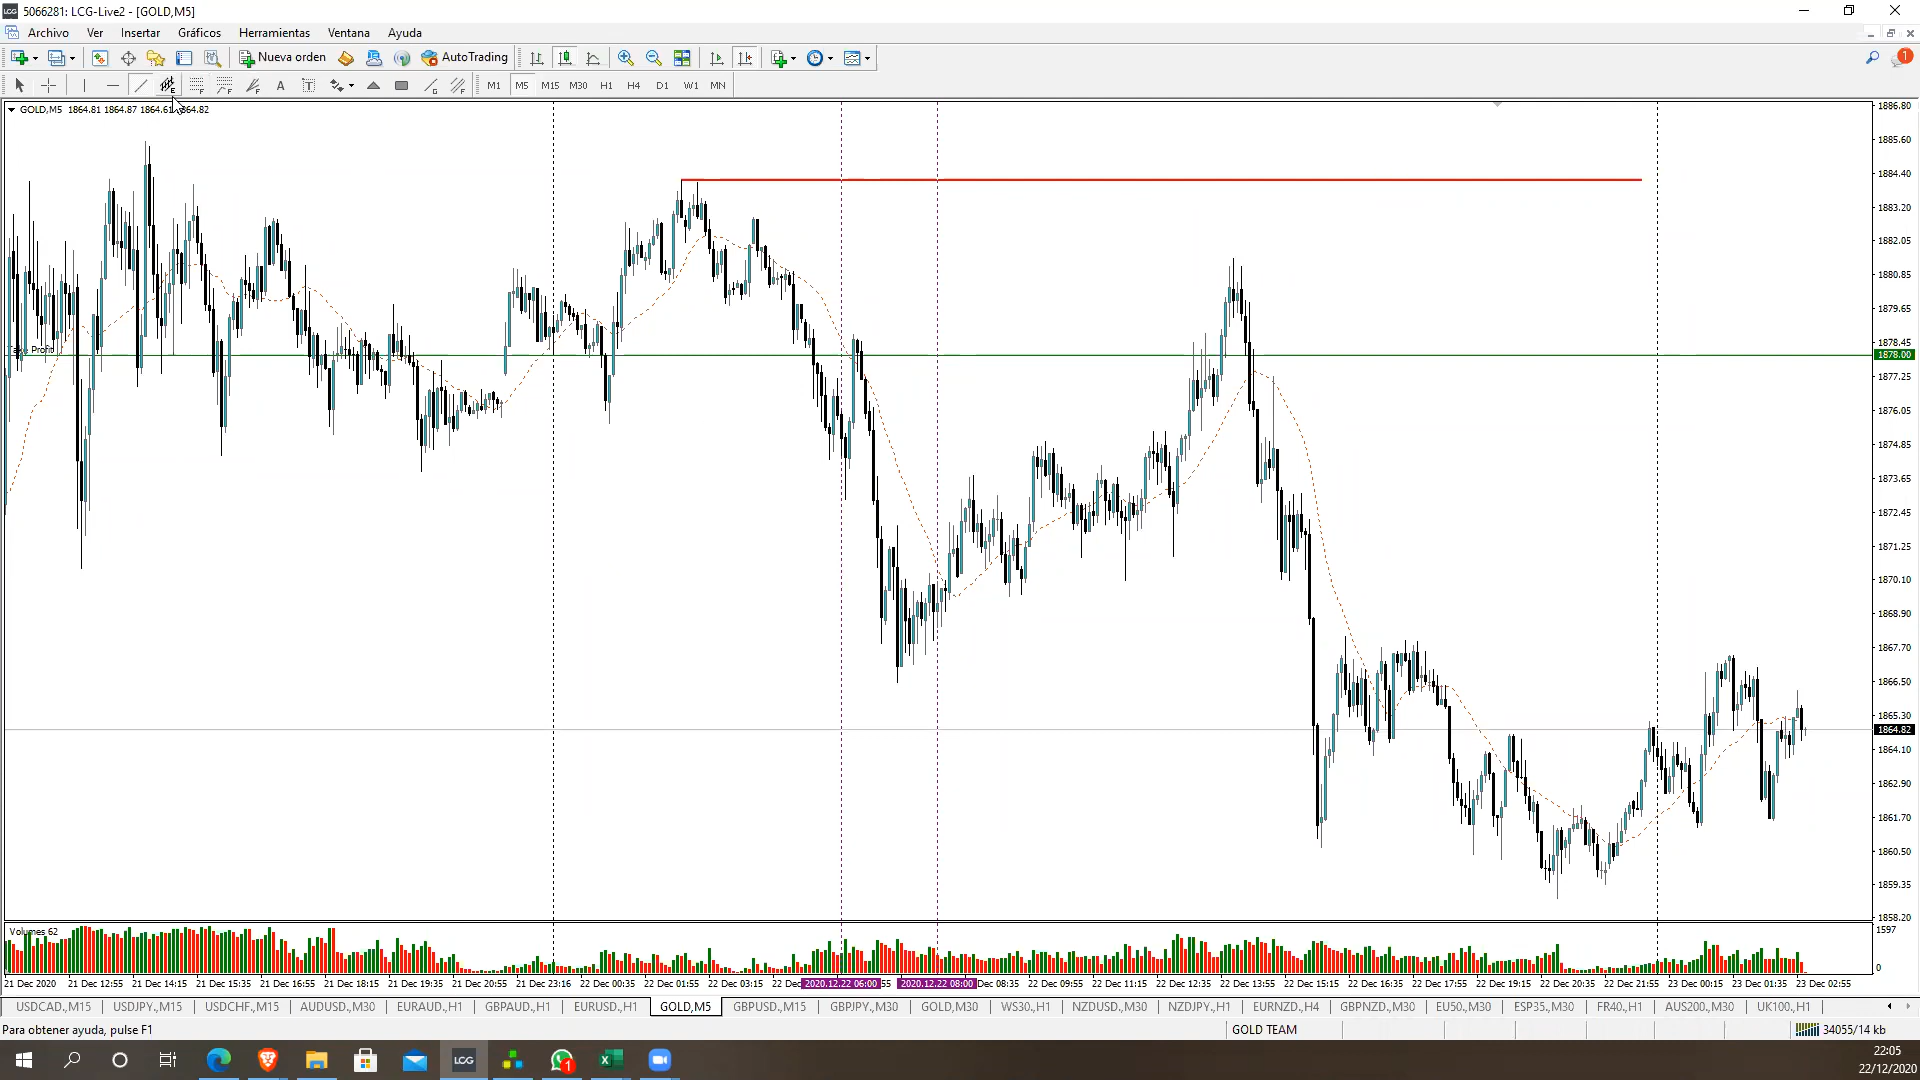 LCG 5066281: LCG-Live2 - [GOLD,M5]
Archivo Ver Insertar Gráficos Herramientas Ventana Ayuda
Nueva orden AutoTrading 1
A T M1 M5 M15 M30 H1 H4 D1 W1 MN
GOLD,M5 1864.81 1864.87 1864.61 1864.82
1886.80
1885.60
1884.40
1883.20
1882.05
1880.85
1879.65
1878.45
Take Profit
1878.00
1877.25
1876.05
1874.85
1873.65
1872.45
1871.25
1870.10
1868.90
1867.70
1866.50
1865.30
1864.82
1864.10
1862.90
1861.70
1860.50
1859.35
1858.20
Volumes 62
1597
0
21 Dec 2020 21 Dec 12:55 21 Dec 14:15 21 Dec 15:35 21 Dec 16:55 21 Dec 18:15 21 Dec 19:35 21 Dec 20:55 21 Dec 23:16 22 Dec 00:35 22 Dec 01:55 22 Dec 03:15 22 Dec 2020.12.22 06:00 55 2020.12.22 08:00 Dec 08:35 22 Dec 09:55 22 Dec 11:15 22 Dec 12:35 22 Dec 13:55 22 Dec 15:15 22 Dec 16:35 22 Dec 17:55 22 Dec 19:15 22 Dec 20:35 22 Dec 21:55 23 Dec 00:15 23 Dec 01:35 23 Dec 02:55
USDCAD.,M15 USDJPY.,M15 USDCHF.,M15 AUDUSD.,M30 EURAUD.,H1 GBPAUD.,H1 EURUSD.,H1 GOLD,M5 GBPUSD.,M15 GBPJPY.,M30 GOLD,M30 WS30.,H1 NZDUSD.,M30 NZDJPY.,H1 EURNZD.,H4 GBPNZD.,M30 EU50.,M30 ESP35.,M30 FR40.,H1 AUS200.,M30 UK100.,H1
Para obtener ayuda, pulse F1 GOLD TEAM 34055/14 kb
LCG 1
22:05
22/12/2020